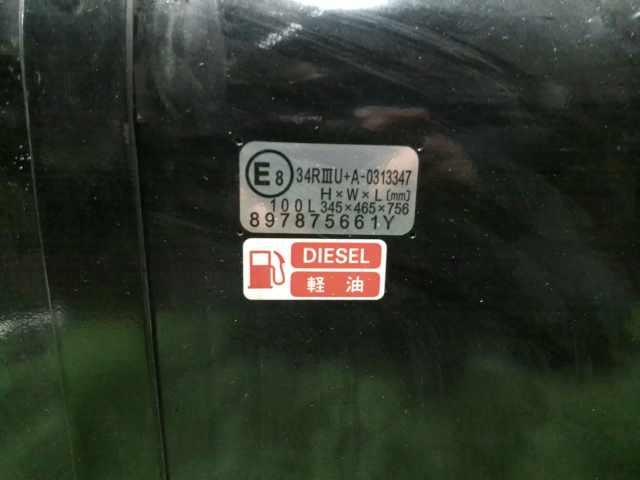 E8 34RⅢU+A-0313347
H×W×L(mm)
100L 345×465×756
897875661Y
DIESEL
軽油